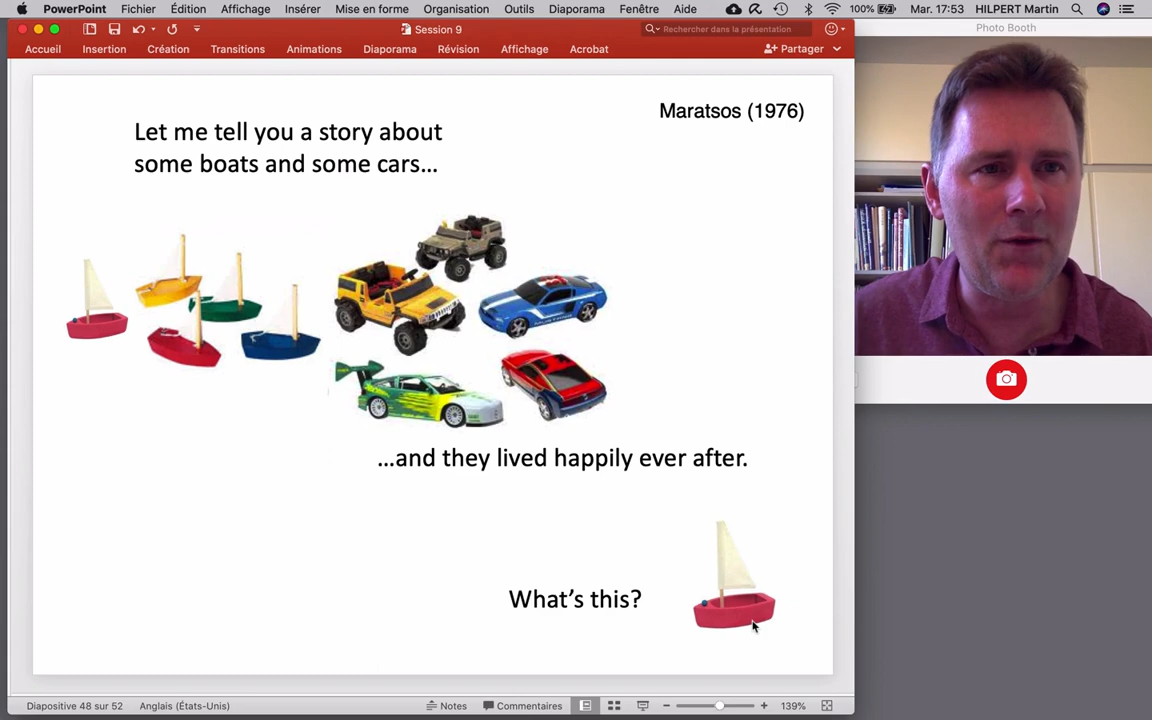 PowerPoint Fichier Édition Affichage Insérer Mise en forme Organisation Outils Diaporama Fenêtre Aide 100% Mar. 17:53 HILPERT Martin
Session 9
Rechercher dans la présentation
Photo Booth
Accueil Insertion Création Transitions Animations Diaporama Révision Affichage Acrobat Partager
Maratsos (1976)
Let me tell you a story about
some boats and some cars…
…and they lived happily ever after.
What's this?
Diapositive 48 sur 52 Anglais (États-Unis) Notes Commentaires 139%